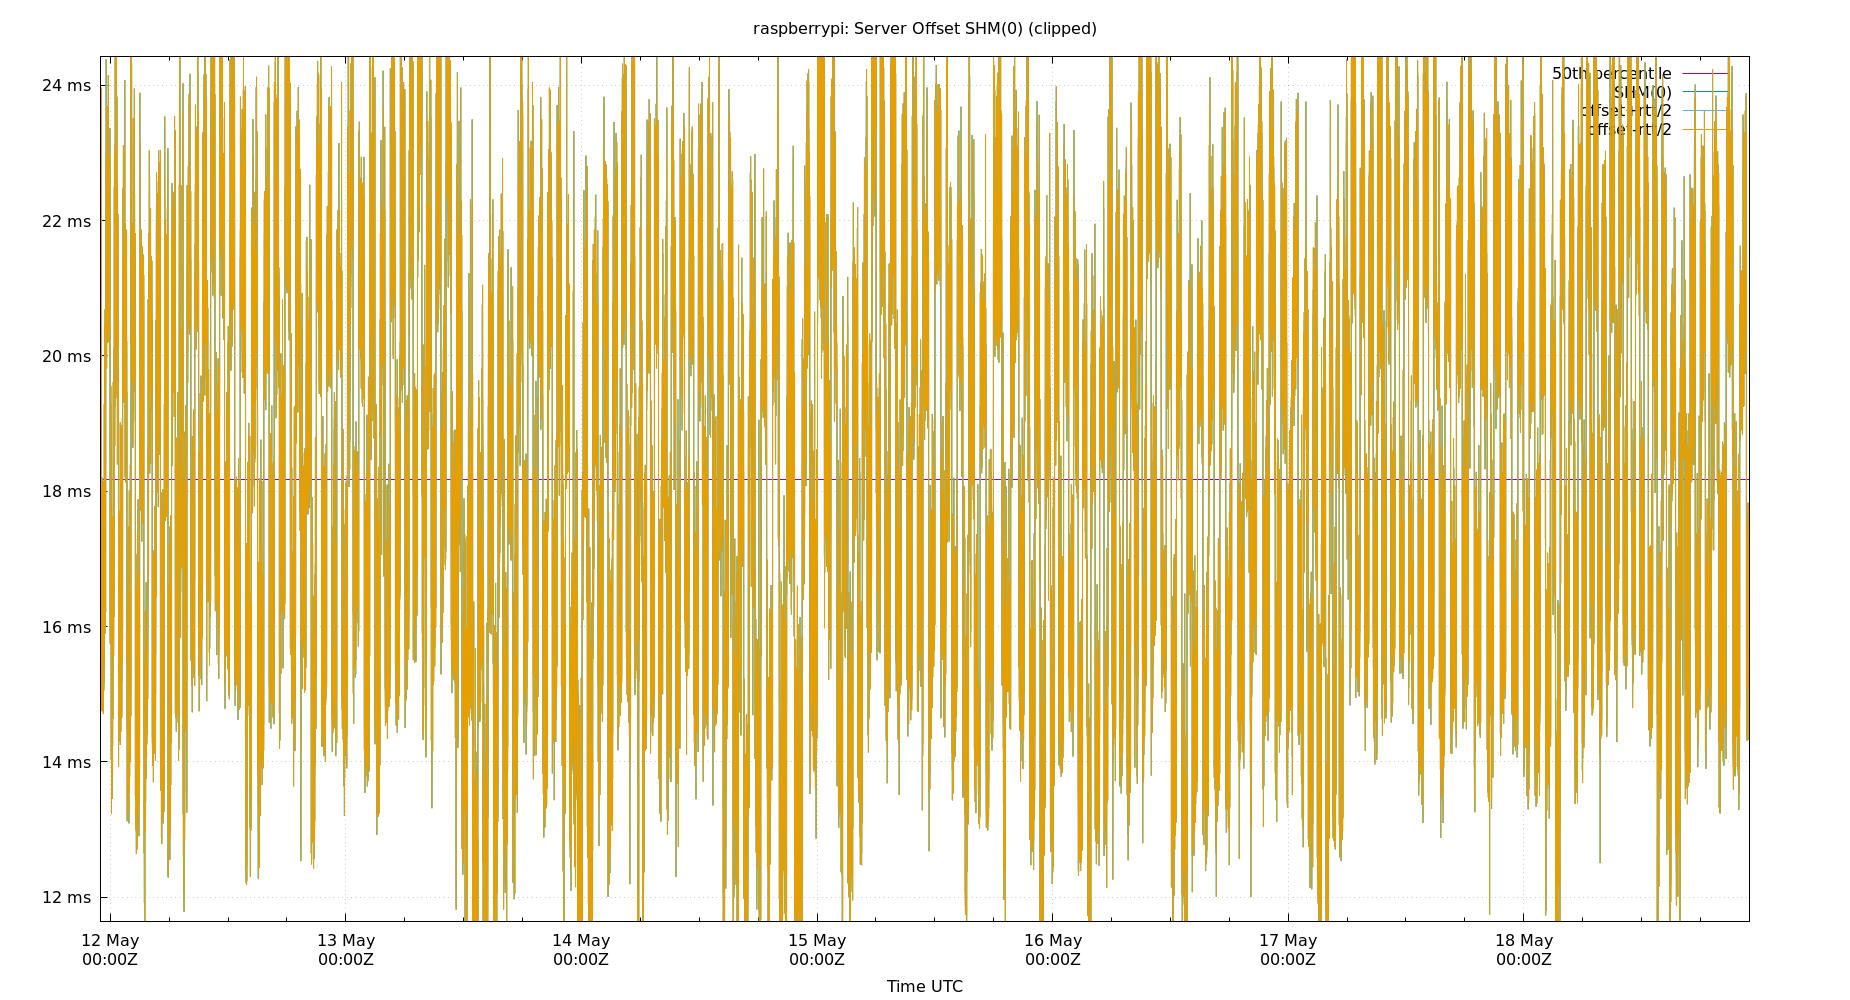 raspberrypi: Server Offset SHM(0) (clipped)
50th percentile
SHM(0)
offset+rtt/2
offset-rtt/2
24 ms
22 ms
20 ms
18 ms
16 ms
14 ms
12 ms
12 May
00:00Z
13 May
00:00Z
14 May
00:00Z
15 May
00:00Z
16 May
00:00Z
17 May
00:00Z
18 May
00:00Z
Time UTC